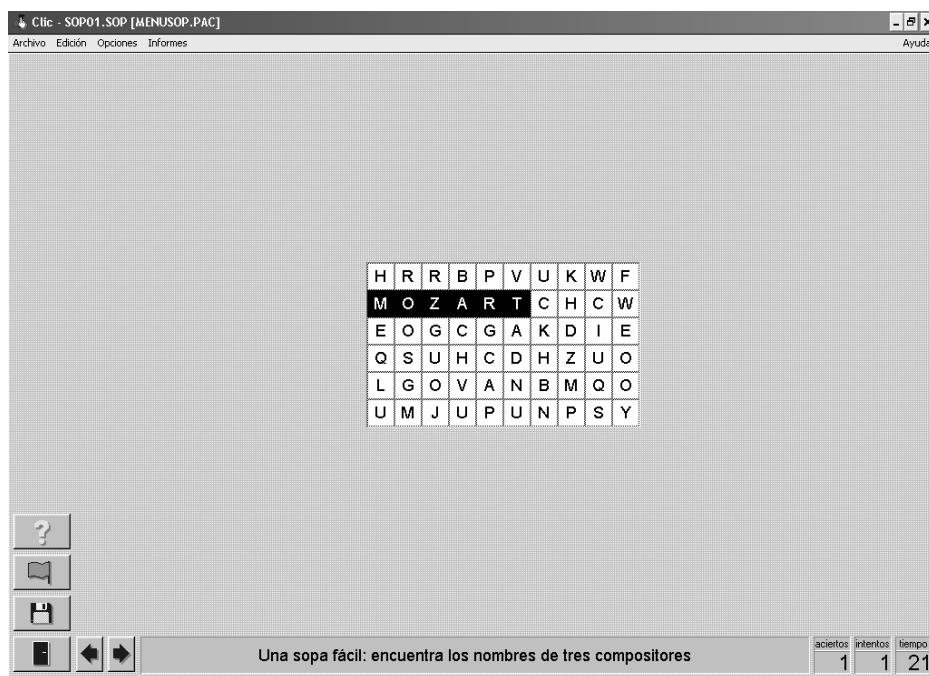 Clic - SOP01.SOP [MENUSOP.PAC]
Archivo Edición Opciones Informes Ayuda
H R R B P V U K W F
M O Z A R T C H C W
E O G C G A K D I E
Q S U H C D H Z U O
L G O V A N B M Q O
U M J U P U N P S Y
?
Una sopa fácil: encuentra los nombres de tres compositores
aciertos intentos tiempo
1 1 21